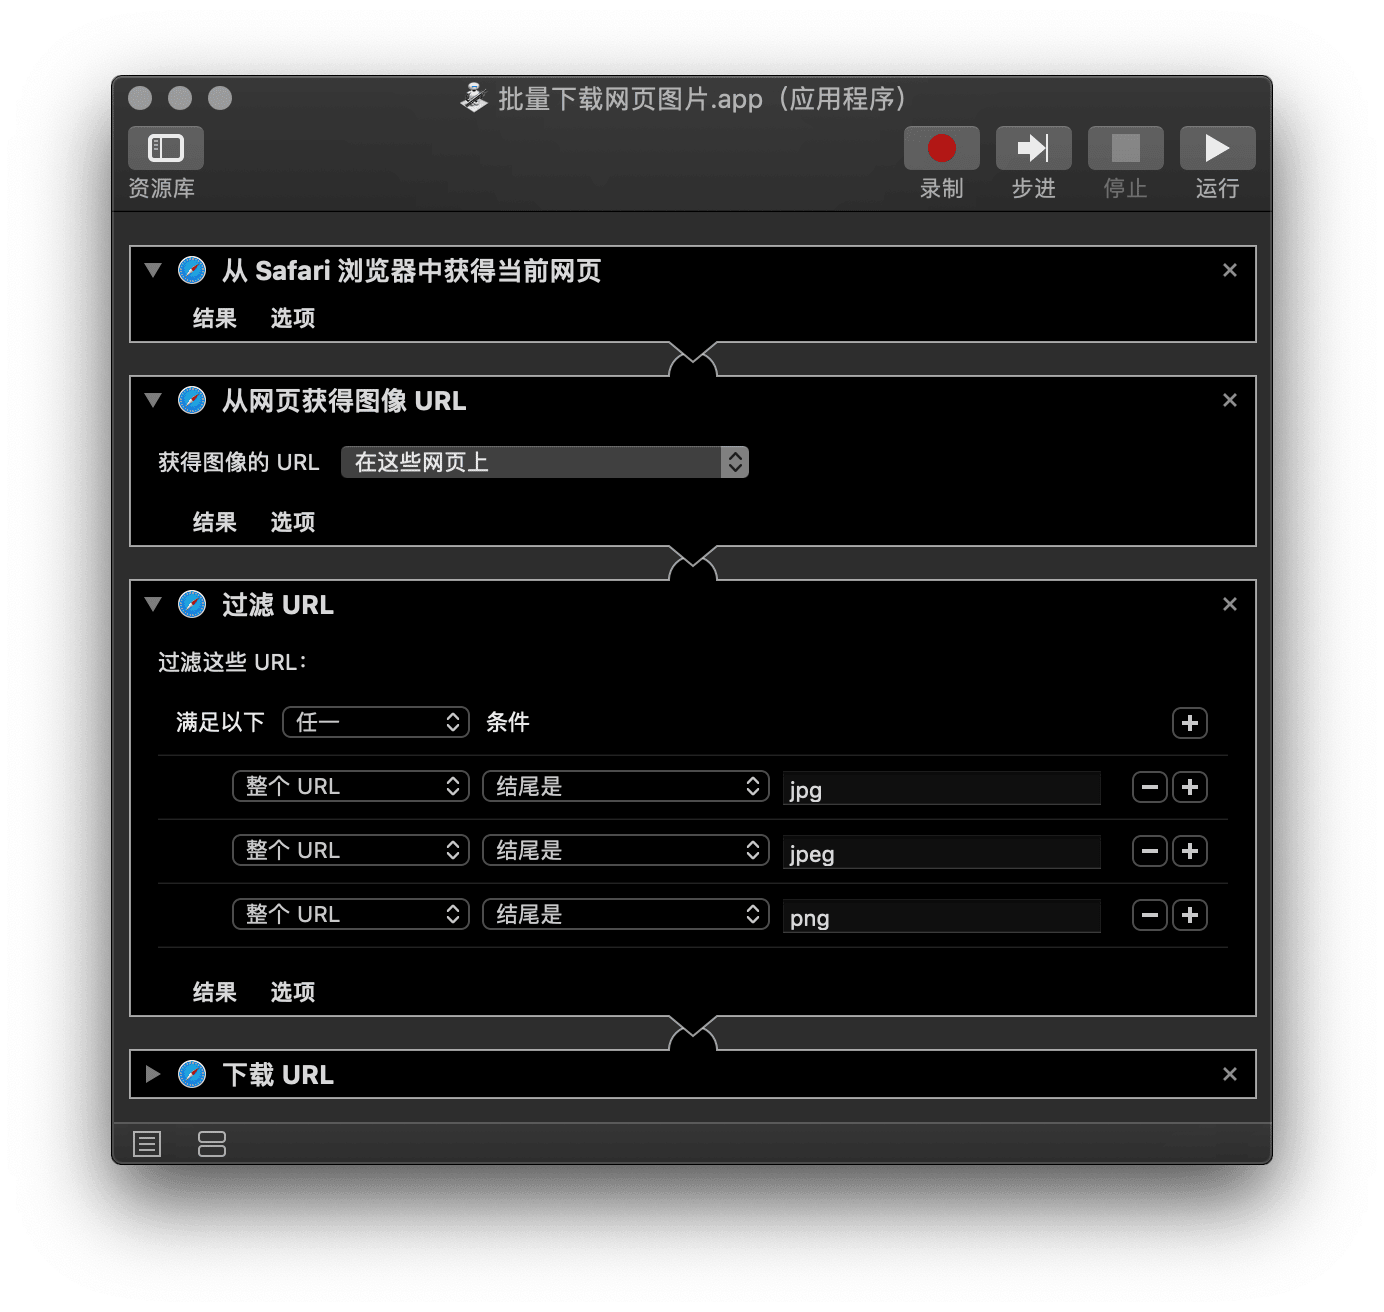 批量下载网页图片.app（应用程序）
资源库
录制
步进
停止
运行
从 Safari 浏览器中获得当前网页
结果 选项
从网页获得图像 URL
获得图像的 URL 在这些网页上
结果 选项
过滤 URL
过滤这些 URL：
满足以下 任一 条件
整个 URL 结尾是 jpg
整个 URL 结尾是 jpeg
整个 URL 结尾是 png
结果 选项
下载 URL